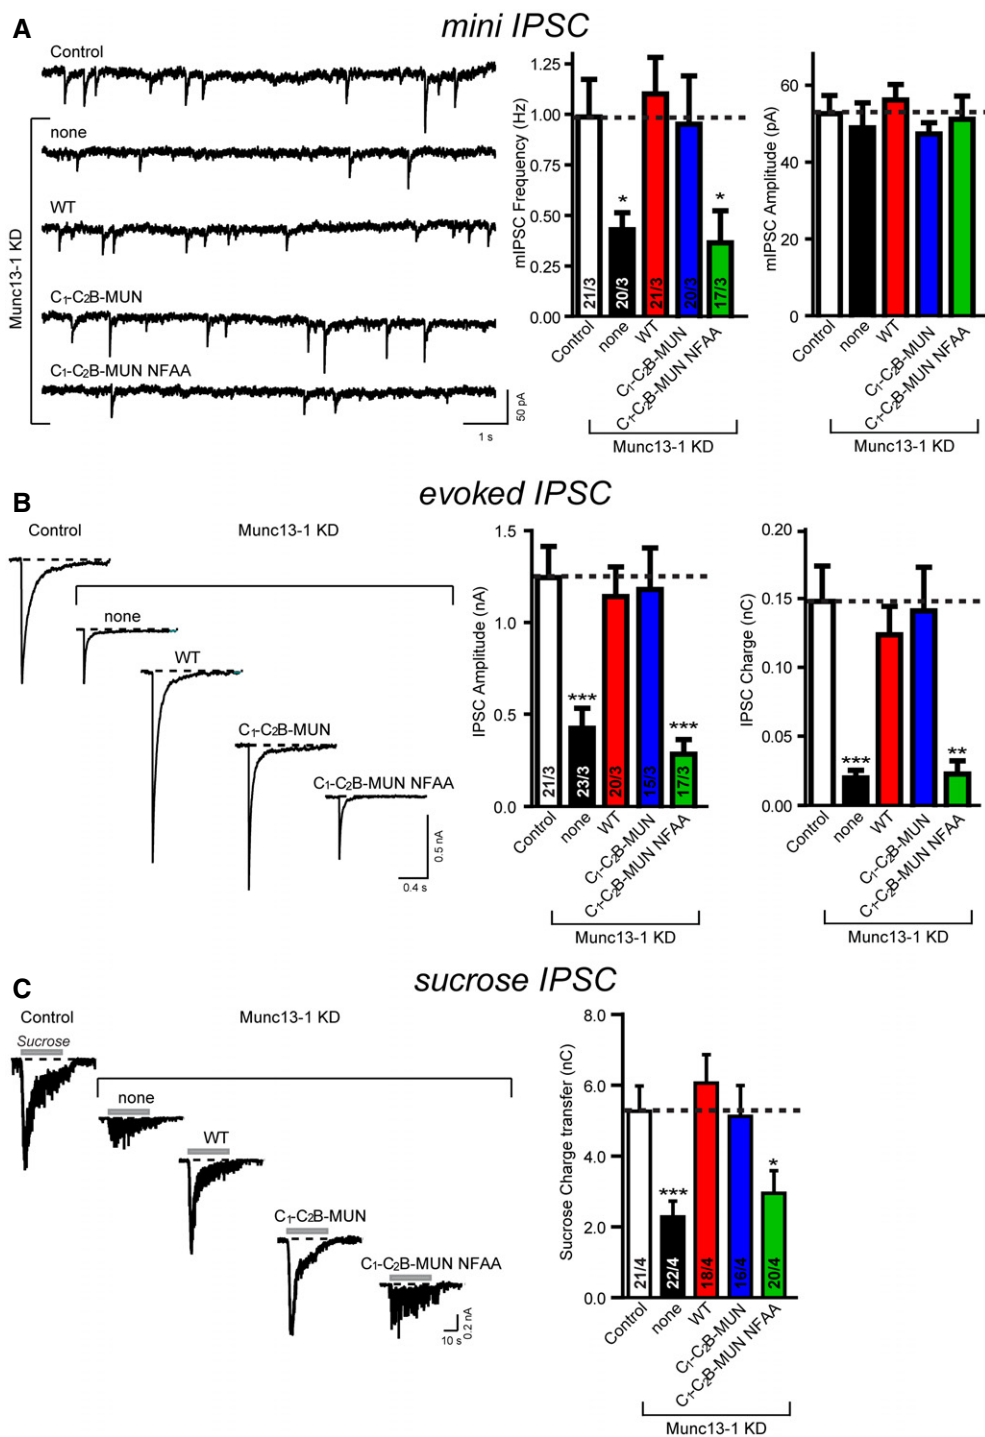 A
mini IPSC
Control
none
WT
C1-C2B-MUN
C1-C2B-MUN NFAA
Munc13-1 KD
50 pA
1 s
mIPSC Frequency (Hz)
1.25
1.00
0.75
0.50
0.25
0.00
*
*
21/3
20/3
21/3
20/3
17/3
Control
none
WT
C1-C2B-MUN
C1-C2B-MUN NFAA
Munc13-1 KD
mIPSC Amplitude (pA)
60
40
20
0
Control
none
WT
C1-C2B-MUN
C1-C2B-MUN NFAA
Munc13-1 KD
B
evoked IPSC
Control
Munc13-1 KD
none
WT
C1-C2B-MUN
C1-C2B-MUN NFAA
0.5 nA
0.4 s
IPSC Amplitude (nA)
1.5
1.0
0.5
0.0
***
***
21/3
23/3
20/3
15/3
17/3
Control
none
WT
C1-C2B-MUN
C1-C2B-MUN NFAA
Munc13-1 KD
IPSC Charge (nC)
0.20
0.15
0.10
0.05
0.00
***
**
Control
none
WT
C1-C2B-MUN
C1-C2B-MUN NFAA
Munc13-1 KD
C
sucrose IPSC
Control
Munc13-1 KD
Sucrose
none
WT
C1-C2B-MUN
C1-C2B-MUN NFAA
0.2 nA
10 s
Sucrose Charge transfer (nC)
8.0
6.0
4.0
2.0
0.0
***
*
21/4
22/4
18/4
16/4
20/4
Control
none
WT
C1-C2B-MUN
C1-C2B-MUN NFAA
Munc13-1 KD